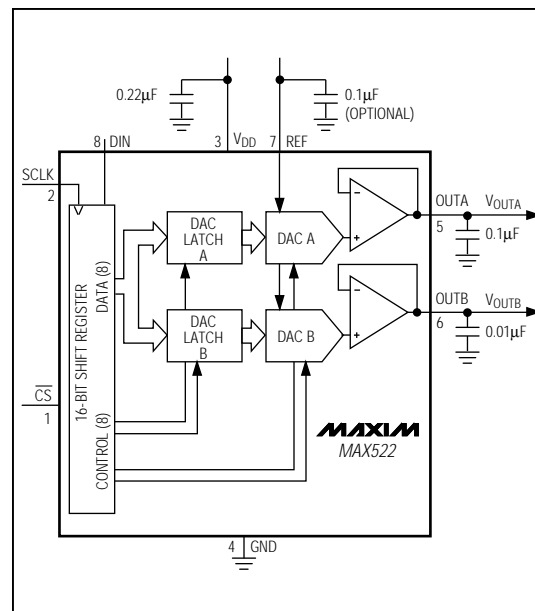 0.22µF
0.1µF
(OPTIONAL)
8 DIN
3 VDD
7 REF
SCLK
2
DAC
LATCH
A
DAC A
OUTA
5
VOUTA
0.1µF
16-BIT SHIFT REGISTER
DATA (8)
CONTROL (8)
DAC
LATCH
B
DAC B
OUTB
6
VOUTB
0.01µF
CS
1
MAXIM
MAX522
4 GND